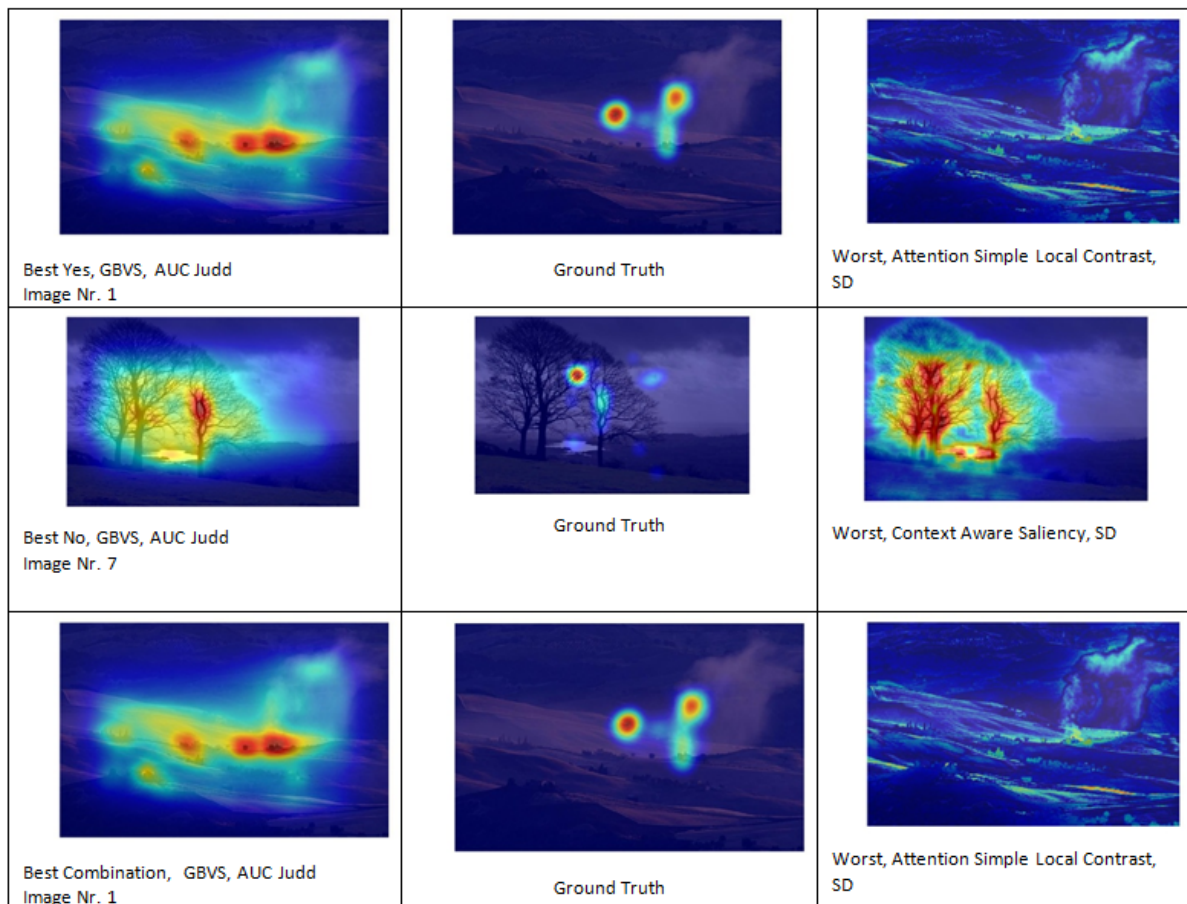 Best Yes, GBVS, AUC Judd
Image Nr. 1
Ground Truth
Worst, Attention Simple Local Contrast,
SD
Best No, GBVS, AUC Judd
Image Nr. 7
Ground Truth
Worst, Context Aware Saliency, SD
Best Combination, GBVS, AUC Judd
Image Nr. 1
Ground Truth
Worst, Attention Simple Local Contrast,
SD